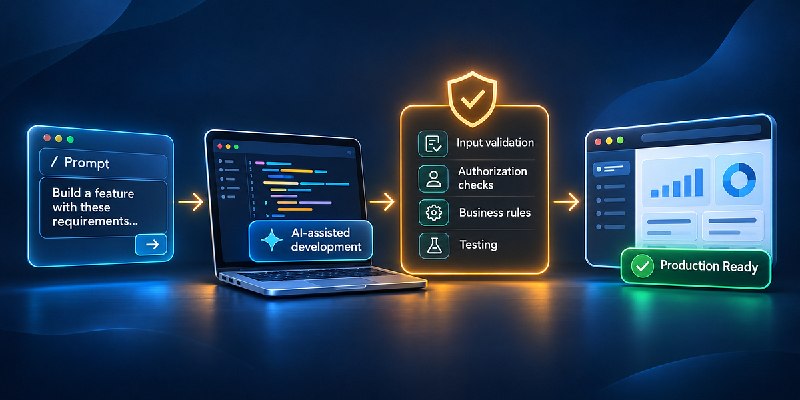 / Prompt
Build a feature
with these
requirements...
AI-assisted
development
Input validation
Authorization
checks
Business rules
Testing
Production Ready